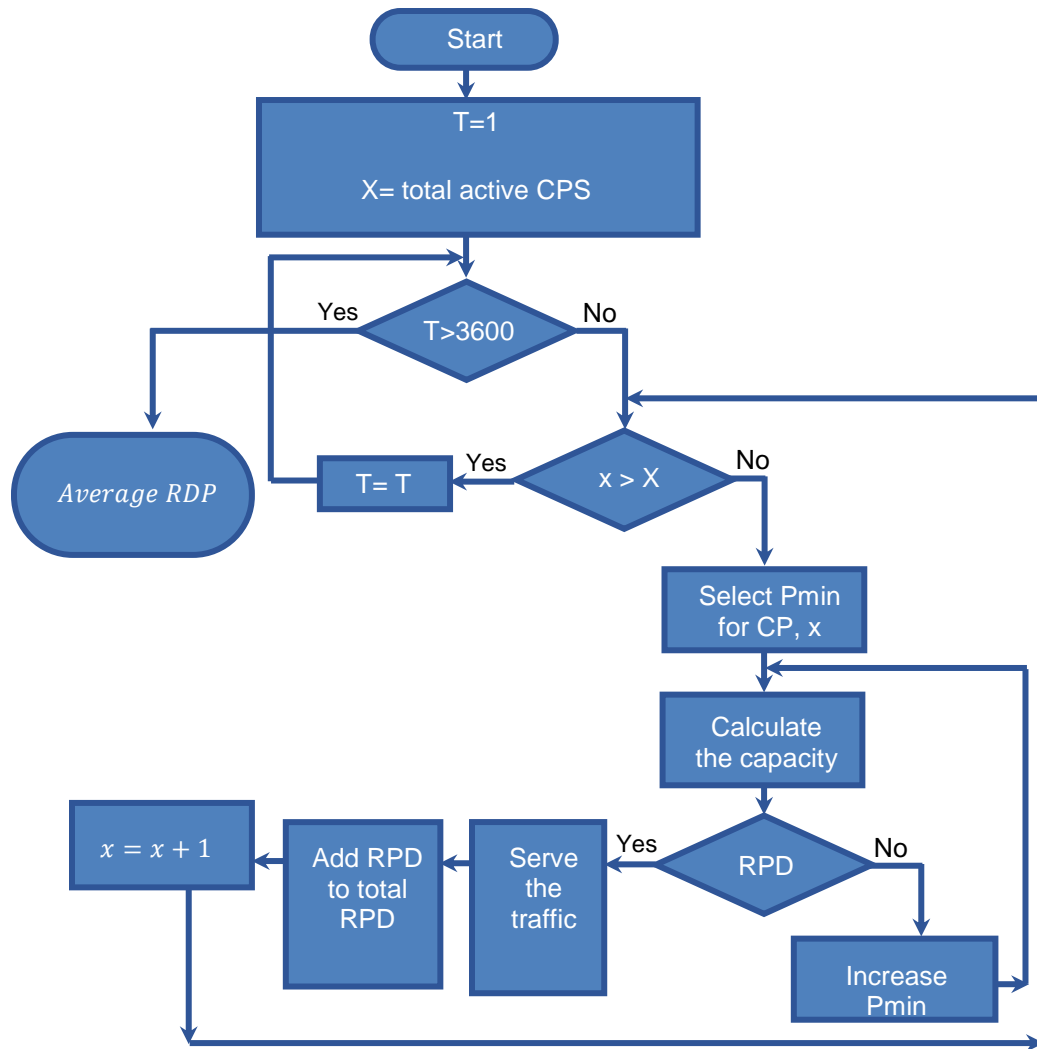 Start
T=1
X= total active CPS
Yes
No
T>3600
Average RDP
T= T
Yes
x > X
No
Select Pmin
for CP, x
Calculate
the capacity
x = x + 1
Add RPD
to total
RPD
Serve
the
traffic
Yes
RPD
No
Increase
Pmin